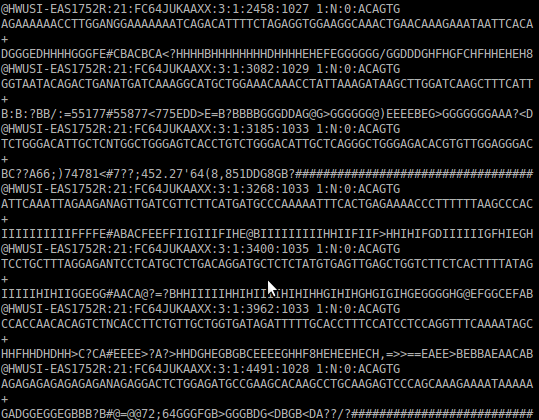 @HWUSI-EAS1752R:21:FC64JUKAAXX:3:1:2458:1027 1:N:0:ACAGTG
AGAAAAAACCTTGGANGGAAAAAAATCAGACATTTTCTAGAGGTGGAAGGCAAACTGAACAAAGAAATAATTCACA
+
DGGGEDHHHHGGGFE#CBACBCA<?HHHHBHHHHHHHHDHHHHEHEFEGGGGGG/GGDDDGHFHGFCHFHHEHEH8
@HWUSI-EAS1752R:21:FC64JUKAAXX:3:1:3082:1029 1:N:0:ACAGTG
GGTAATACAGACTGANATGATCAAGGCATGCTGGAAACAAACCTATTAAAGATAAGCTTGGATCAAGCTTTCATT
+
B:B:?BB/:=55177#55877<775EDD>E=B?BBBBGGGDDAG@G>GGGGGG@)EEEEBEG>GGGGGGGAAA?<D
@HWUSI-EAS1752R:21:FC64JUKAAXX:3:1:3185:1033 1:N:0:ACAGTG
TCTGGGACATTGCTCNTGGCTGGGAGTCACCTGTCTGGGACATTGCTCAGGGCTGGGAGACACGTGTTGGAGGGAC
+
BC??A66;)74781<#7??;452.27'64(8,851DDG8GB?##################################
@HWUSI-EAS1752R:21:FC64JUKAAXX:3:1:3268:1033 1:N:0:ACAGTG
ATTCAAATTAGAAGANAGTTGATCGTTCTTCATGATGCCCAAAAATTTCACTGAGAAAACCCTTTTTTAAGCCCAC
+
IIIIIIIIIIFFFFE#ABACFEEFFIIGIIIFIHE@BIIIIIIIIIHHIIFIIF>HHIHIFGDIIIIIIGFHIEGH
@HWUSI-EAS1752R:21:FC64JUKAAXX:3:1:3400:1035 1:N:0:ACAGTG
TCCTGCTTTAGGAGANTCCTCATGCTCTGACAGGATGCTCTCTATGTGAGTTGAGCTGGTCTTCTCACTTTTATAG
+
IIIIIHIHIIGGEGG#AACA@?=?BHHIIIIIHHIHIIIIHIHIHHGIHIHGHGIGIHGEGGGGHG@EFGGCEFAB
@HWUSI-EAS1752R:21:FC64JUKAAXX:3:1:3962:1033 1:N:0:ACAGTG
CCACCAACACAGTCTNCACCTTCTGTTGCTGGTGATAGATTTTTGCACCTTTCCATCCTCCAGGTTTCAAAATAGC
+
HHFHHDHDHH>C?CA#EEEE>?A?>HHDGHEGBGBCEEEEGHHF8HEHEEHECH,=>>==EAEE>BEBBAEAACAB
@HWUSI-EAS1752R:21:FC64JUKAAXX:3:1:4491:1028 1:N:0:ACAGTG
AGAGAGAGAGAGAGANAGAGGACTCTGGAGATGCCCGAAGCACAAGCCTGCAAGAGTCCCAGCAAAGAAAATAAAAA
+
GADGGEGGEGBBB?B#@=@@72;64GGGFGB>GGGBDG<DBGB<DA??/?##########################